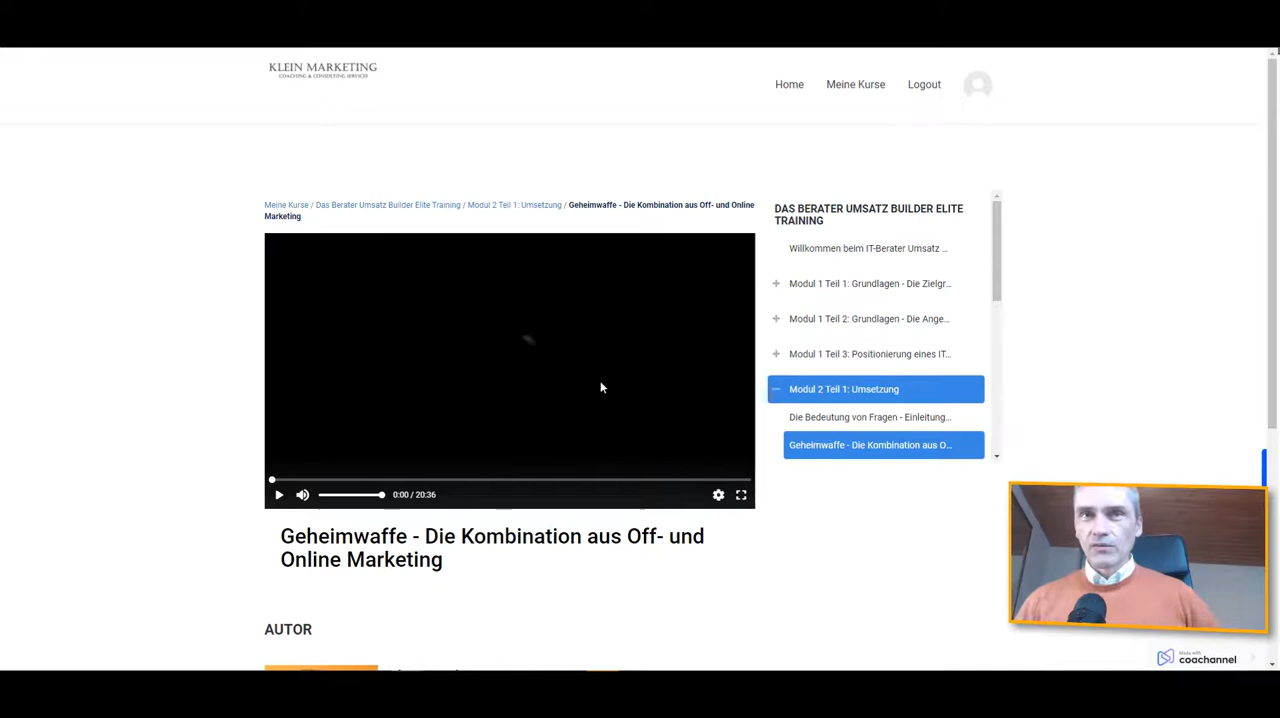 KLEIN MARKETING
COACHING & CONSULTING SERVICES
Home
Meine Kurse
Logout
Meine Kurse / Das Berater Umsatz Builder Elite Training / Modul 2 Teil 1: Umsetzung / Geheimwaffe - Die Kombination aus Off- und Online
Marketing
DAS BERATER UMSATZ BUILDER ELITE
TRAINING
Willkommen beim IT-Berater Umsatz ...
Modul 1 Teil 1: Grundlagen - Die Zielgr...
Modul 1 Teil 2: Grundlagen - Die Ange...
Modul 1 Teil 3: Positionierung eines IT...
Modul 2 Teil 1: Umsetzung
Die Bedeutung von Fragen - Einleitung...
Geheimwaffe - Die Kombination aus O...
0:00 / 20:36
Geheimwaffe - Die Kombination aus Off- und
Online Marketing
AUTOR
Made with
coachannel